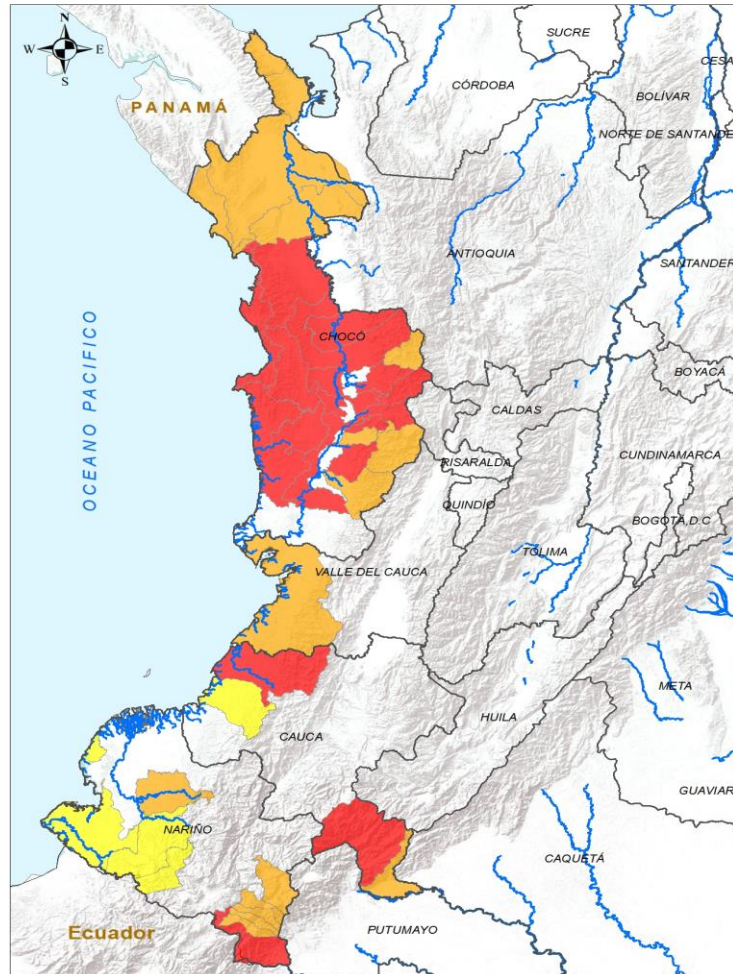 N
W E
S
PANAMÁ
SUCRE
CÓRDOBA
CESA
BOLÍVAR
NORTE DE SANTANDE
ANTIOQUIA
SANTANDER
OCEANO PACIFICO
CHOCÓ
BOYACÁ
CALDAS
CUNDINAMARCA
RISARALDA
QUINDÍO
BOGOTÁ, D.C
TOLIMA
VALLE DEL CAUCA
META
HUILA
CAUCA
GUAVIAR
NARIÑO
CAQUETÁ
PUTUMAYO
Ecuador